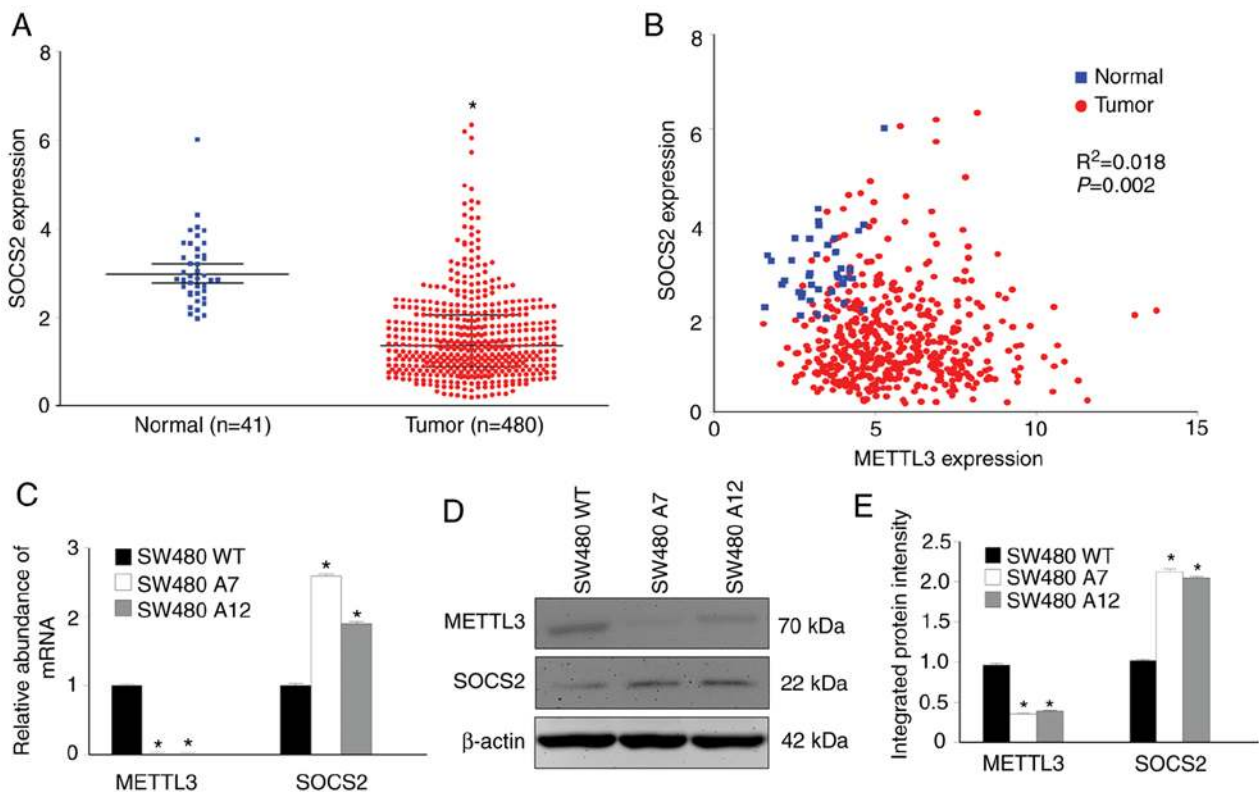 A
SOCS2 expression
8
6
4
2
0
*
Normal (n=41)
Tumor (n=480)
B
SOCS2 expression
8
6
4
2
0
Normal
Tumor
R²=0.018
P=0.002
0
5
10
15
METTL3 expression
C
Relative abundance of
mRNA
3
2
1
0
SW480 WT
SW480 A7
SW480 A12
*
*
*
*
METTL3
SOCS2
D
SW480 WT
SW480 A7
SW480 A12
METTL3
70 kDa
SOCS2
22 kDa
β-actin
42 kDa
E
Integrated protein intensity
2.5
2.0
1.5
1.0
0.5
0
SW480 WT
SW480 A7
SW480 A12
*
*
*
*
METTL3
SOCS2